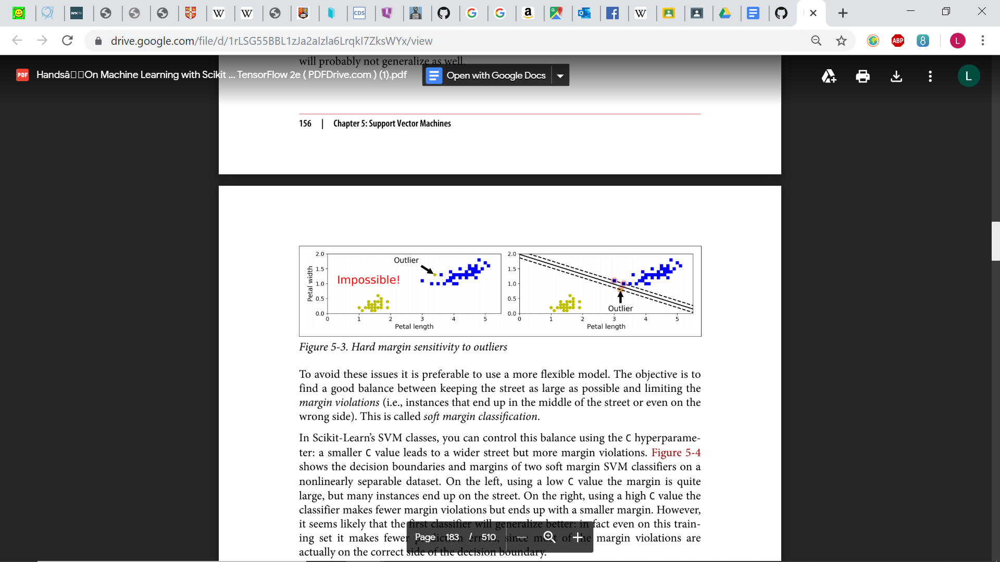 W
W
CDS
G
G
a
W
drive.google.com/file/d/1rLSG55BBL1zJa2aIzla6LrqkI7ZksWYx/view
ABP
L
will probably not generalize as well.
PDF
Handsâ□□On Machine Learning with Scikit ... TensorFlow 2e ( PDFDrive.com ) (1).pdf
Open with Google Docs
L
156 | Chapter 5: Support Vector Machines
2.0
1.5
1.0
0.5
0.0
Petal width
Outlier
Impossible!
0 1 2 3 4 5
Petal length
2.0
1.5
1.0
0.5
0.0
Outlier
0 1 2 3 4 5
Petal length
Figure 5-3. Hard margin sensitivity to outliers
To avoid these issues it is preferable to use a more flexible model. The objective is to
find a good balance between keeping the street as large as possible and limiting the
margin violations (i.e., instances that end up in the middle of the street or even on the
wrong side). This is called soft margin classification.
In Scikit-Learn’s SVM classes, you can control this balance using the C hyperparame-
ter: a smaller C value leads to a wider street but more margin violations. Figure 5-4
shows the decision boundaries and margins of two soft margin SVM classifiers on a
nonlinearly separable dataset. On the left, using a low C value the margin is quite
large, but many instances end up on the street. On the right, using a high C value the
classifier makes fewer margin violations but ends up with a smaller margin. However,
it seems likely that the first classifier will generalize better: in fact even on this train-
ing set it makes fewer prediction errors, since most of the margin violations are
actually on the correct side of the decision boundary.
Page 183 / 510